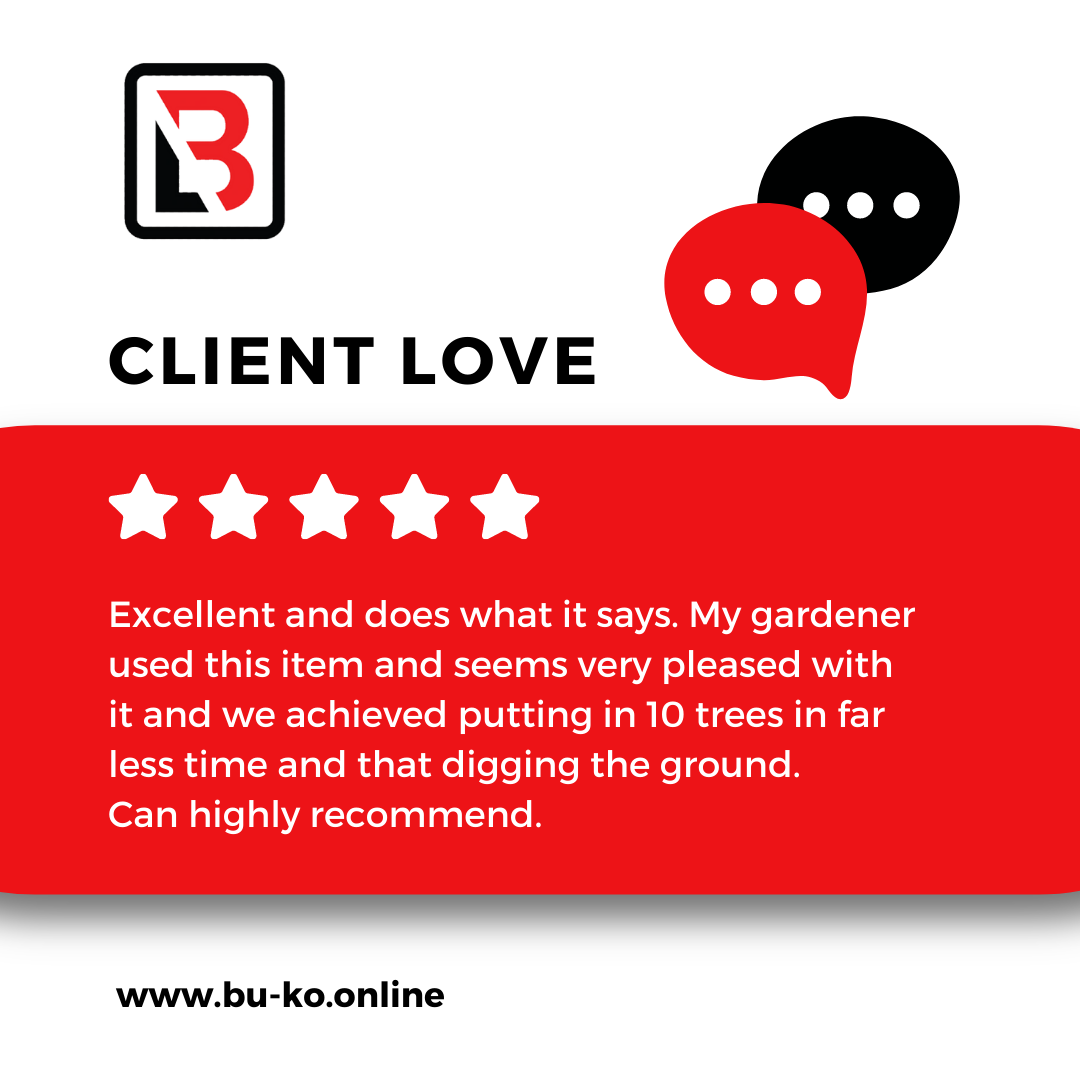 B
CLIENT LOVE
Excellent and does what it says. My gardener
used this item and seems very pleased with
it and we achieved putting in 10 trees in far
less time and that digging the ground.
Can highly recommend.
www.bu-ko.online